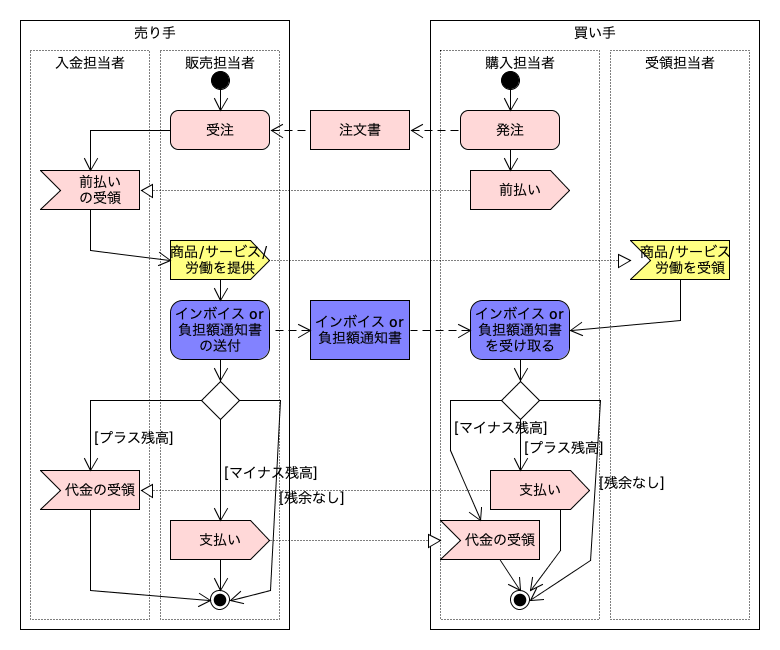 売り手
買い手
入金担当者
販売担当者
購入担当者
受領担当者
受注
注文書
発注
前払い
の受領
前払い
商品/サービス/
労働を提供
商品/サービス
労働を受領
インボイス or
負担額通知書
の送付
インボイス or
負担額通知書
インボイス or
負担額通知書
を受け取る
[プラス残高]
[マイナス残高]
[残余なし]
[マイナス残高]
[プラス残高]
[残余なし]
代金の受領
支払い
支払い
代金の受領